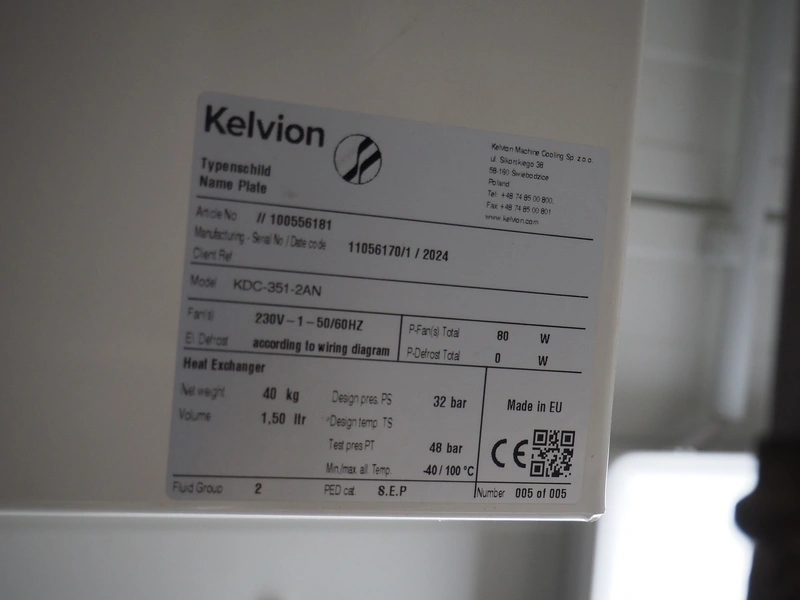 Kelvion
Typenschild
Name Plate
Kelvion Machine Cooling Sp. z o.o.
ul. Sikorskiego 38
58-160 Świebodzice
Poland
Tel: +48 74 85 00 800,
Fax +48 74 85 00 801
www.kelvion.com
Article No // 100556181
Manufacturing - Serial No / Date code 11056170/1 / 2024
Client Ref
Model KDC-351-2AN
Fan(s) 230V–1–50/60HZ
P-Fan(s) Total 80 W
El. Defrost according to wiring diagram
P-Defrost Total 0 W
Heat Exchanger
Net weight 40 kg
Design pres. PS 32 bar
Made in EU
Volume 1,50 ltr
Design temp. TS
Test pres PT 48 bar
CE
Min./max. all. Temp. -40 / 100 °C
Fluid Group 2
PED cat S.E.P
Number 005 of 005